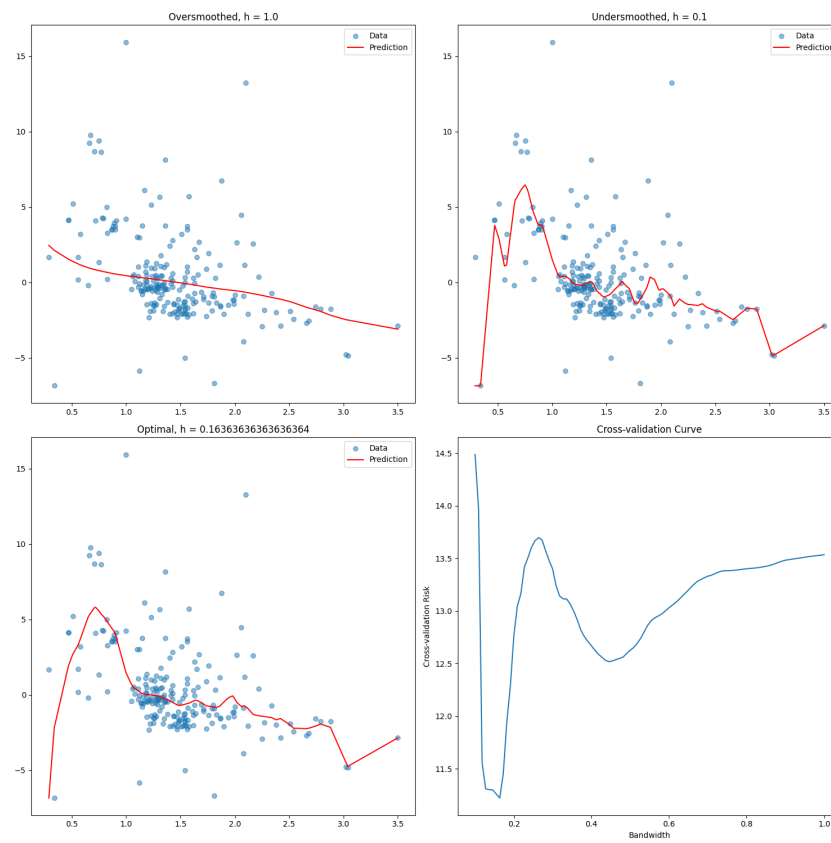 Oversmoothed, h = 1.0
Data
Prediction
15
10
5
0
−5
0.5 1.0 1.5 2.0 2.5 3.0 3.5
Undersmoothed, h = 0.1
Data
Prediction
15
10
5
0
−5
0.5 1.0 1.5 2.0 2.5 3.0 3.5
Optimal, h = 0.16363636363636364
Data
Prediction
15
10
5
0
−5
0.5 1.0 1.5 2.0 2.5 3.0 3.5
Cross-validation Curve
Cross-validation Risk
14.5
14.0
13.5
13.0
12.5
12.0
11.5
0.2 0.4 0.6 0.8 1.0
Bandwidth